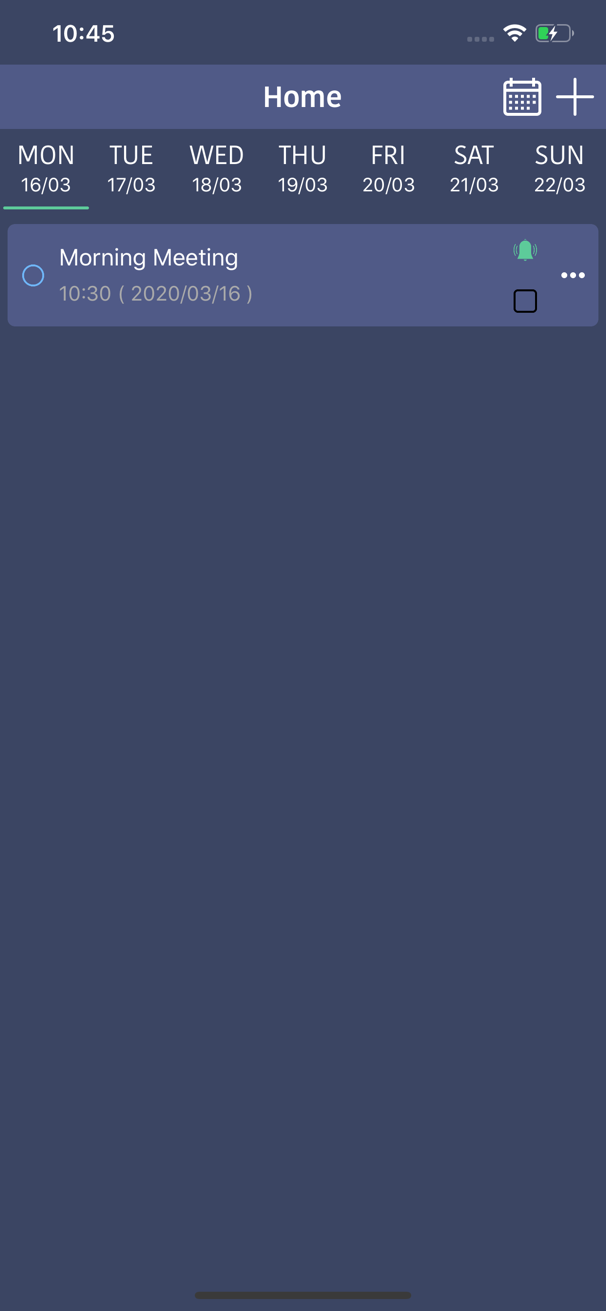 10:45
Home
MON TUE WED THU FRI SAT SUN
16/03 17/03 18/03 19/03 20/03 21/03 22/03
Morning Meeting
10:30 ( 2020/03/16 )